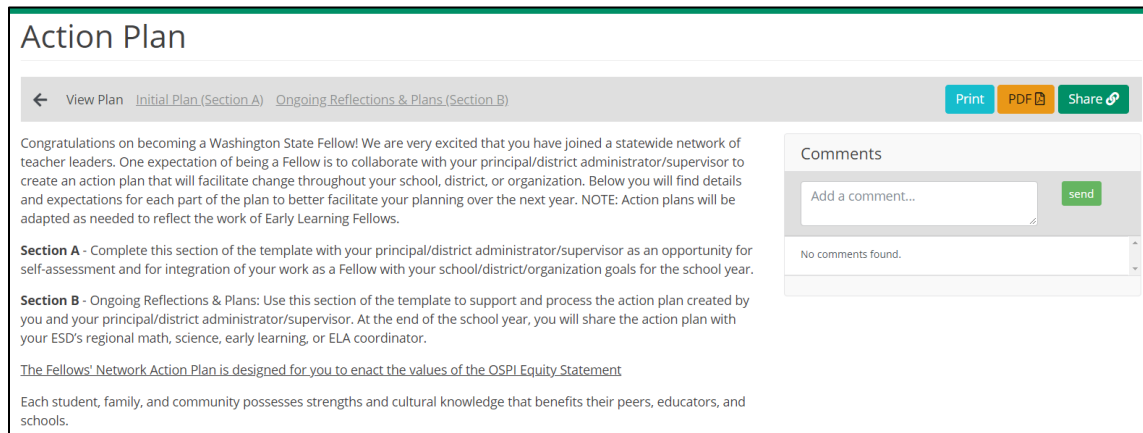 Action Plan
View Plan Initial Plan (Section A) Ongoing Reflections & Plans (Section B)
Print PDF Share
Congratulations on becoming a Washington State Fellow! We are very excited that you have joined a statewide network of
teacher leaders. One expectation of being a Fellow is to collaborate with your principal/district administrator/supervisor to
create an action plan that will facilitate change throughout your school, district, or organization. Below you will find details
and expectations for each part of the plan to better facilitate your planning over the next year. NOTE: Action plans will be
adapted as needed to reflect the work of Early Learning Fellows.
Section A - Complete this section of the template with your principal/district administrator/supervisor as an opportunity for
self-assessment and for integration of your work as a Fellow with your school/district/organization goals for the school year.
Section B - Ongoing Reflections & Plans: Use this section of the template to support and process the action plan created by
you and your principal/district administrator/supervisor. At the end of the school year, you will share the action plan with
your ESD's regional math, science, early learning, or ELA coordinator.
The Fellows' Network Action Plan is designed for you to enact the values of the OSPI Equity Statement
Each student, family, and community possesses strengths and cultural knowledge that benefits their peers, educators, and
schools.
Comments
Add a comment...
send
No comments found.